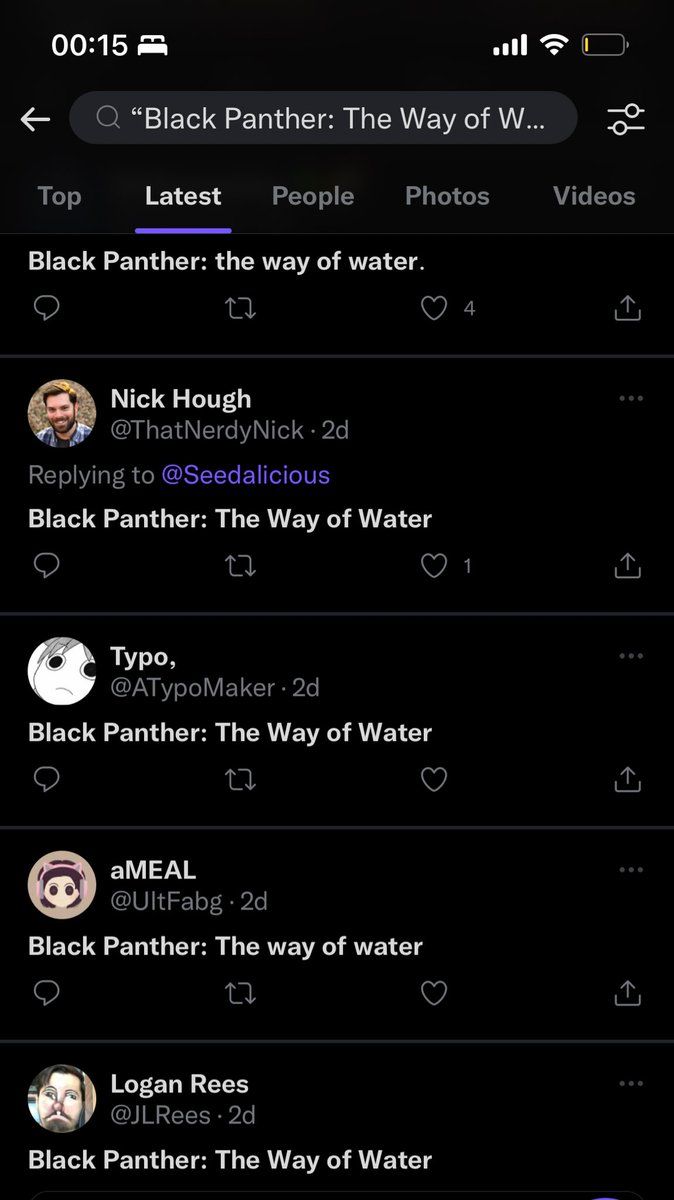 00:15
“Black Panther: The Way of W...
Top Latest People Photos Videos
Black Panther: the way of water.
4
Nick Hough
@ThatNerdyNick · 2d
Replying to @Seedalicious
Black Panther: The Way of Water
1
Typo,
@ATypoMaker · 2d
Black Panther: The Way of Water
aMEAL
@UltFabg · 2d
Black Panther: The way of water
Logan Rees
@JLRees · 2d
Black Panther: The Way of Water